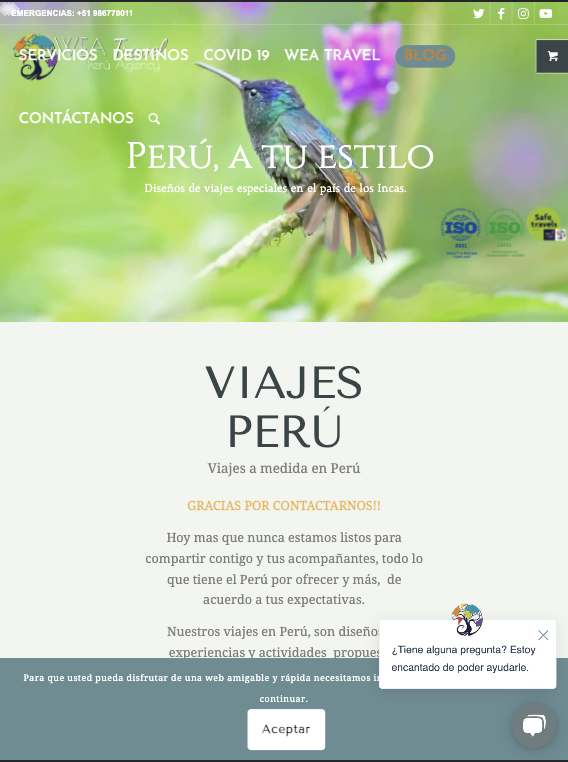 EMERGENCIAS: +51 986770011
WEA Travel
Perú Agency
SERVICIOS DESTINOS COVID 19 WEA TRAVEL BLOG
CONTÁCTANOS
PERÚ, A TU ESTILO
Diseños de viajes especiales en el país de los Incas.
ISO
ISO
Safe
travels
VIAJES
PERÚ
Viajes a medida en Perú
GRACIAS POR CONTACTARNOS!!
Hoy mas que nunca estamos listos para
compartir contigo y tus acompañantes, todo lo
que tiene el Perú por ofrecer y más, de
acuerdo a tus expectativas.
Nuestros viajes en Perú, son diseño
experiencias y actividades propues
¿Tiene alguna pregunta? Estoy
encantado de poder ayudarle.
Para que usted pueda disfrutar de una web amigable y rápida necesitamos
continuar.
Aceptar